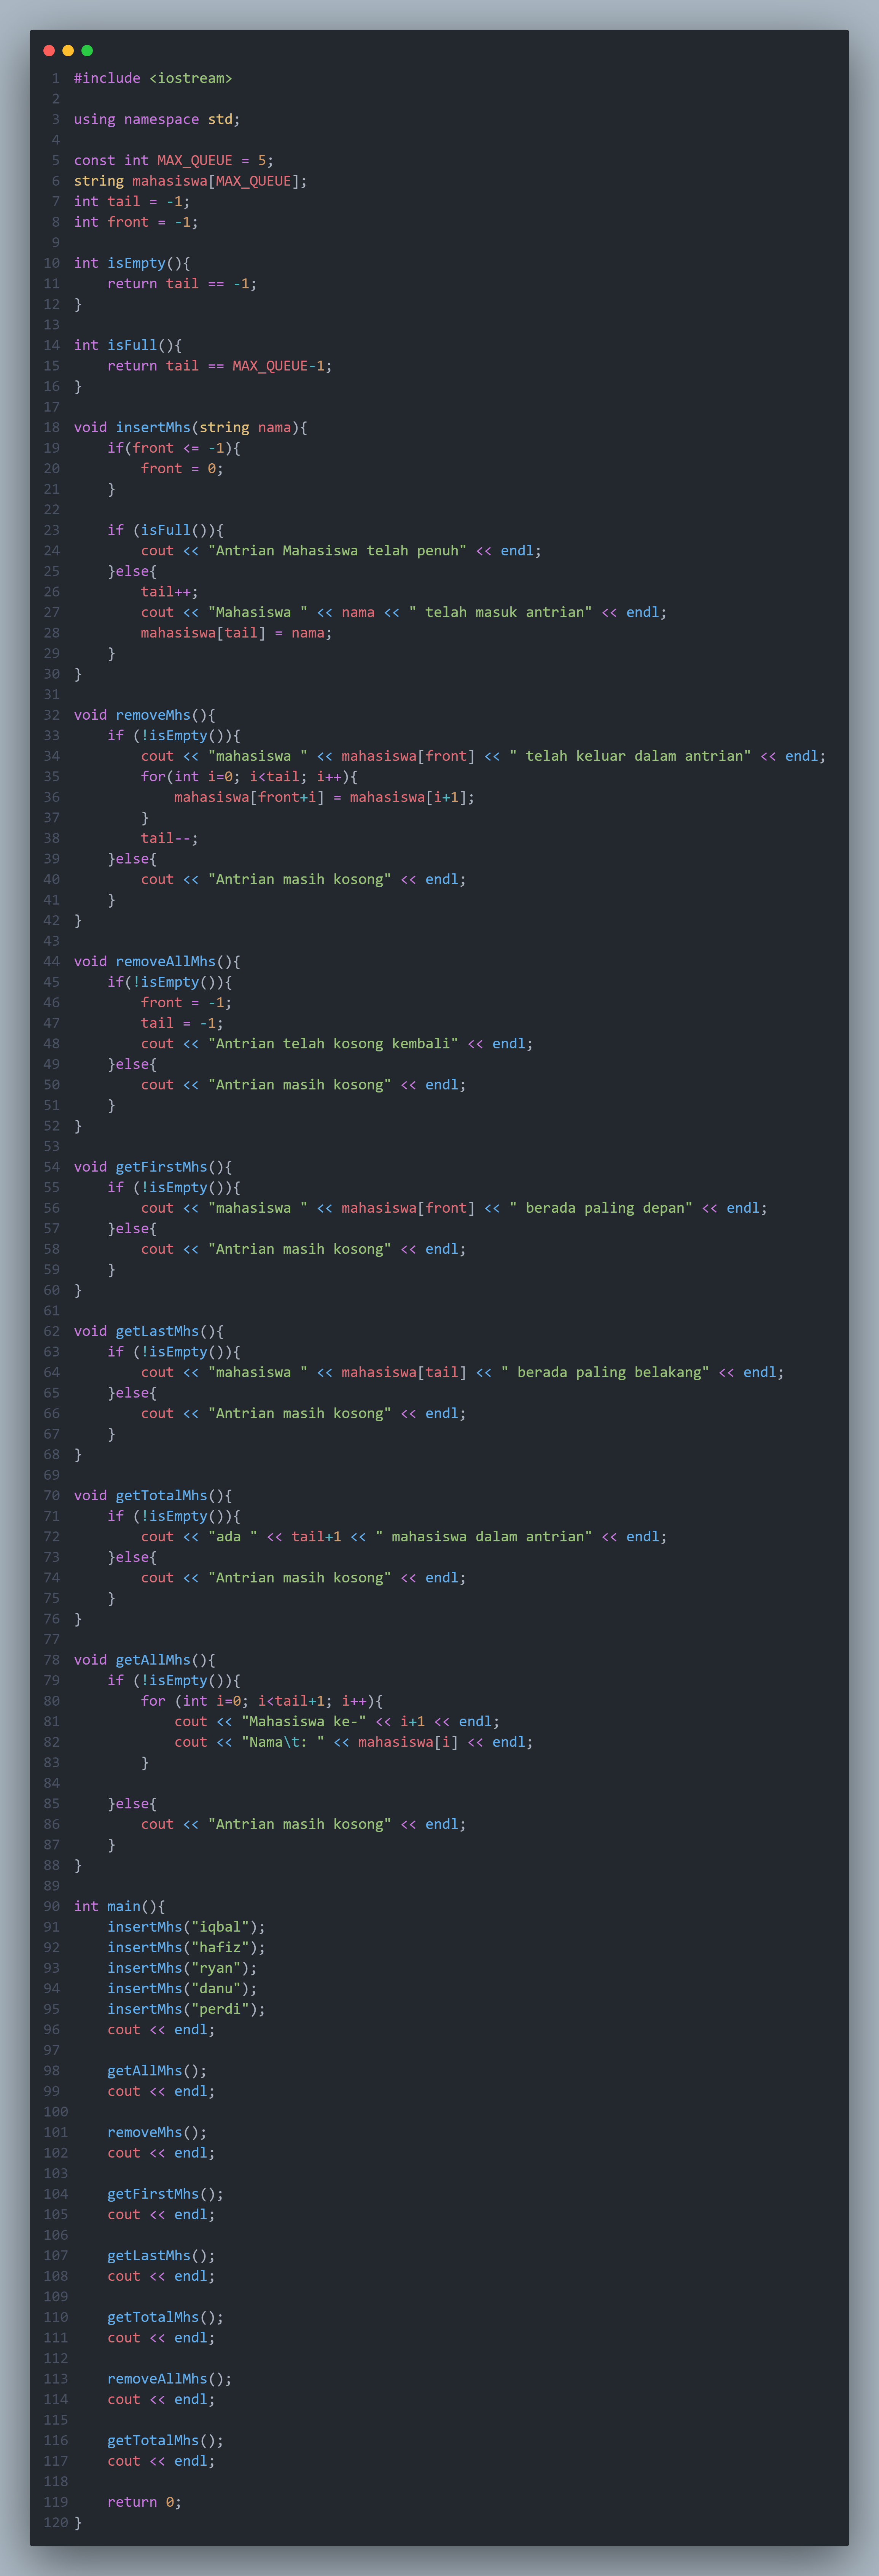 1 #include <iostream>
2
3 using namespace std;
4
5 const int MAX_QUEUE = 5;
6 string mahasiswa[MAX_QUEUE];
7 int tail = -1;
8 int front = -1;
9
10 int isEmpty(){
11     return tail == -1;
12 }
13
14 int isFull(){
15     return tail == MAX_QUEUE-1;
16 }
17
18 void insertMhs(string nama){
19     if(front <= -1){
20         front = 0;
21     }
22
23     if (isFull()){
24         cout << "Antrian Mahasiswa telah penuh" << endl;
25     }else{
26         tail++;
27         cout << "Mahasiswa " << nama << " telah masuk antrian" << endl;
28         mahasiswa[tail] = nama;
29     }
30 }
31
32 void removeMhs(){
33     if (!isEmpty()){
34         cout << "mahasiswa " << mahasiswa[front] << " telah keluar dalam antrian" << endl;
35         for(int i=0; i<tail; i++){
36             mahasiswa[front+i] = mahasiswa[i+1];
37         }
38         tail--;
39     }else{
40         cout << "Antrian masih kosong" << endl;
41     }
42 }
43
44 void removeAllMhs(){
45     if(!isEmpty()){
46         front = -1;
47         tail = -1;
48         cout << "Antrian telah kosong kembali" << endl;
49     }else{
50         cout << "Antrian masih kosong" << endl;
51     }
52 }
53
54 void getFirstMhs(){
55     if (!isEmpty()){
56         cout << "mahasiswa " << mahasiswa[front] << " berada paling depan" << endl;
57     }else{
58         cout << "Antrian masih kosong" << endl;
59     }
60 }
61
62 void getLastMhs(){
63     if (!isEmpty()){
64         cout << "mahasiswa " << mahasiswa[tail] << " berada paling belakang" << endl;
65     }else{
66         cout << "Antrian masih kosong" << endl;
67     }
68 }
69
70 void getTotalMhs(){
71     if (!isEmpty()){
72         cout << "ada " << tail+1 << " mahasiswa dalam antrian" << endl;
73     }else{
74         cout << "Antrian masih kosong" << endl;
75     }
76 }
77
78 void getAllMhs(){
79     if (!isEmpty()){
80         for (int i=0; i<tail+1; i++){
81             cout << "Mahasiswa ke-" << i+1 << endl;
82             cout << "Nama\t: " << mahasiswa[i] << endl;
83         }
84
85     }else{
86         cout << "Antrian masih kosong" << endl;
87     }
88 }
89
90 int main(){
91     insertMhs("iqbal");
92     insertMhs("hafiz");
93     insertMhs("ryan");
94     insertMhs("danu");
95     insertMhs("perdi");
96     cout << endl;
97
98     getAllMhs();
99     cout << endl;
100
101     removeMhs();
102     cout << endl;
103
104     getFirstMhs();
105     cout << endl;
106
107     getLastMhs();
108     cout << endl;
109
110     getTotalMhs();
111     cout << endl;
112
113     removeAllMhs();
114     cout << endl;
115
116     getTotalMhs();
117     cout << endl;
118
119     return 0;
120 }